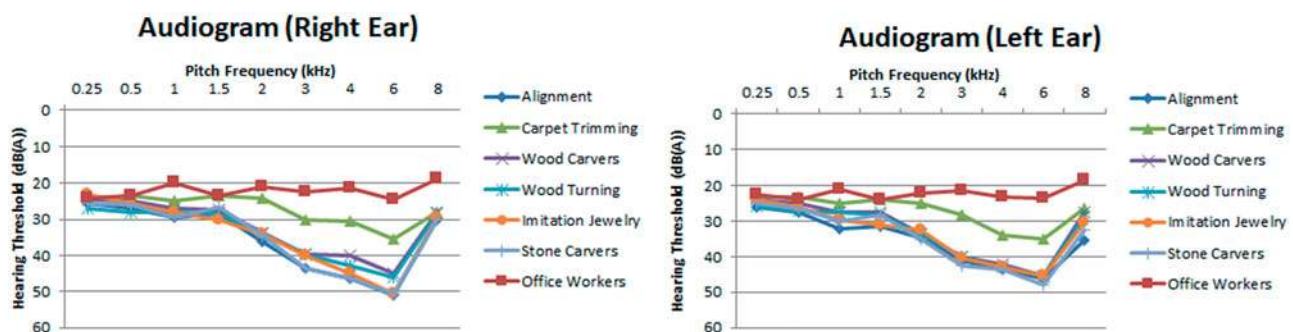 Audiogram (Right Ear)
Pitch Frequency (kHz)
0.25 0.5 1 1.5 2 3 4 6 8
Hearing Threshold (dB(A))
0
10
20
30
40
50
60
Alignment
Carpet Trimming
Wood Carvers
Wood Turning
Imitation Jewelry
Stone Carvers
Office Workers
Audiogram (Left Ear)
Pitch Frequency (kHz)
0.25 0.5 1 1.5 2 3 4 6 8
Hearing Threshold (dB(A))
0
10
20
30
40
50
60
Alignment
Carpet Trimming
Wood Carvers
Wood Turning
Imitation Jewelry
Stone Carvers
Office Workers